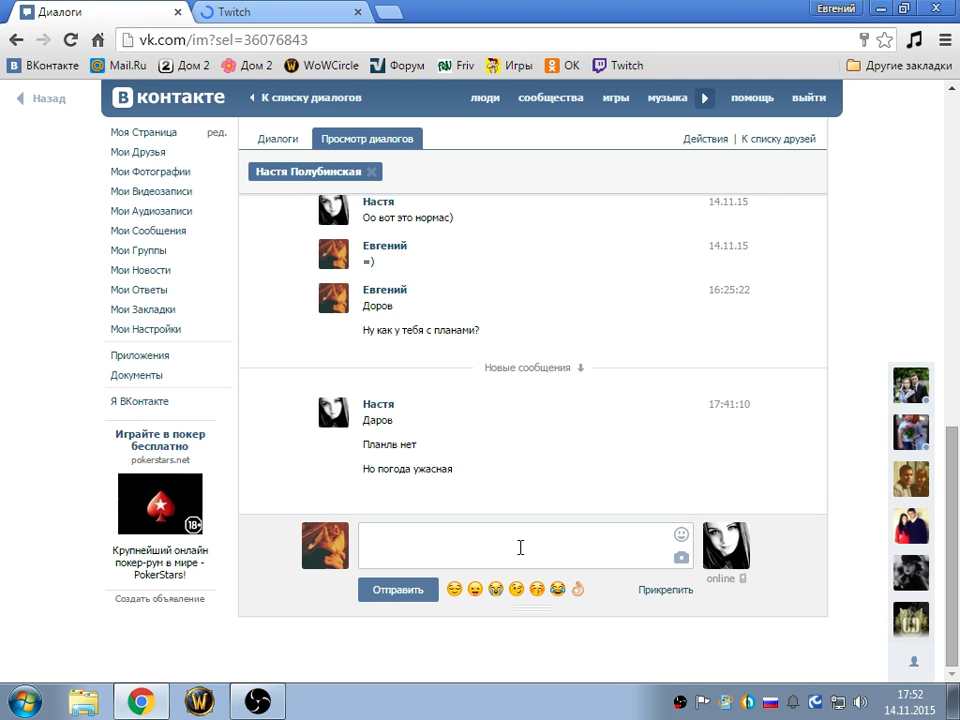 Диалоги
Twitch
Евгений
vk.com/im?sel=36076843
ВКонтакте
Mail.Ru
Дом 2
Дом 2
WoWCircle
Форум
Friv
Игры
ОК
Twitch
Другие закладки
Назад
В контакте
К списку диалогов
люди
сообщества
игры
музыка
помощь
выйти
Моя Страница
ред.
Мои Друзья
Мои Фотографии
Мои Видеозаписи
Мои Аудиозаписи
Мои Сообщения
Мои Группы
Мои Новости
Мои Ответы
Мои Закладки
Мои Настройки
Приложения
Документы
Я ВКонтакте
Играйте в покер
бесплатно
pokerstars.net
18+
Крупнейший онлайн
покер-рум в мире -
PokerStars!
Создать объявление
Диалоги
Просмотр диалогов
Действия | К списку друзей
Настя Полубинская
Настя
14.11.15
Оо вот это нормас)
Евгений
14.11.15
=)
Евгений
16:25:22
Доров
Ну как у тебя с планами?
Новые сообщения
Настя
17:41:10
Даров
Планлв нет
Но погода ужасная
online
Отправить
Прикрепить
17:52
14.11.2015